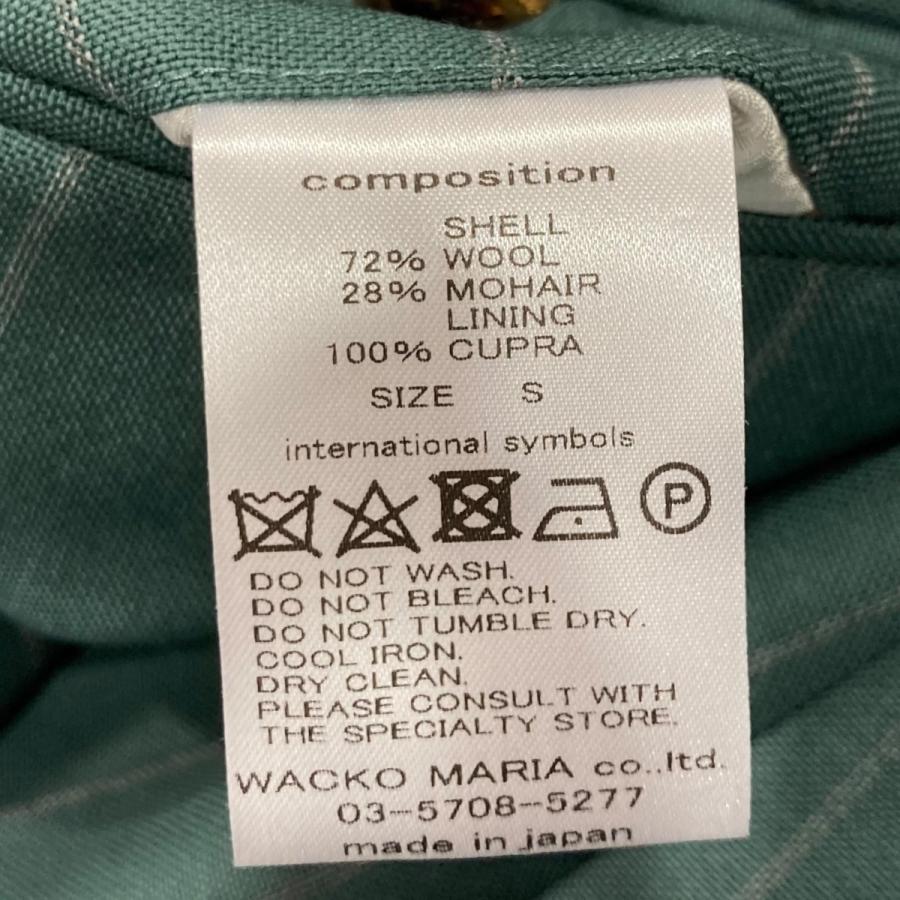 composition
SHELL
72% WOOL
28% MOHAIR
LINING
100% CUPRA
SIZE S
international symbols
P
DO NOT WASH.
DO NOT BLEACH.
DO NOT TUMBLE DRY.
COOL IRON.
DRY CLEAN.
PLEASE CONSULT WITH
THE SPECIALTY STORE.
WACKO MARIA co.,ltd.
03-5708-5277
made in japan